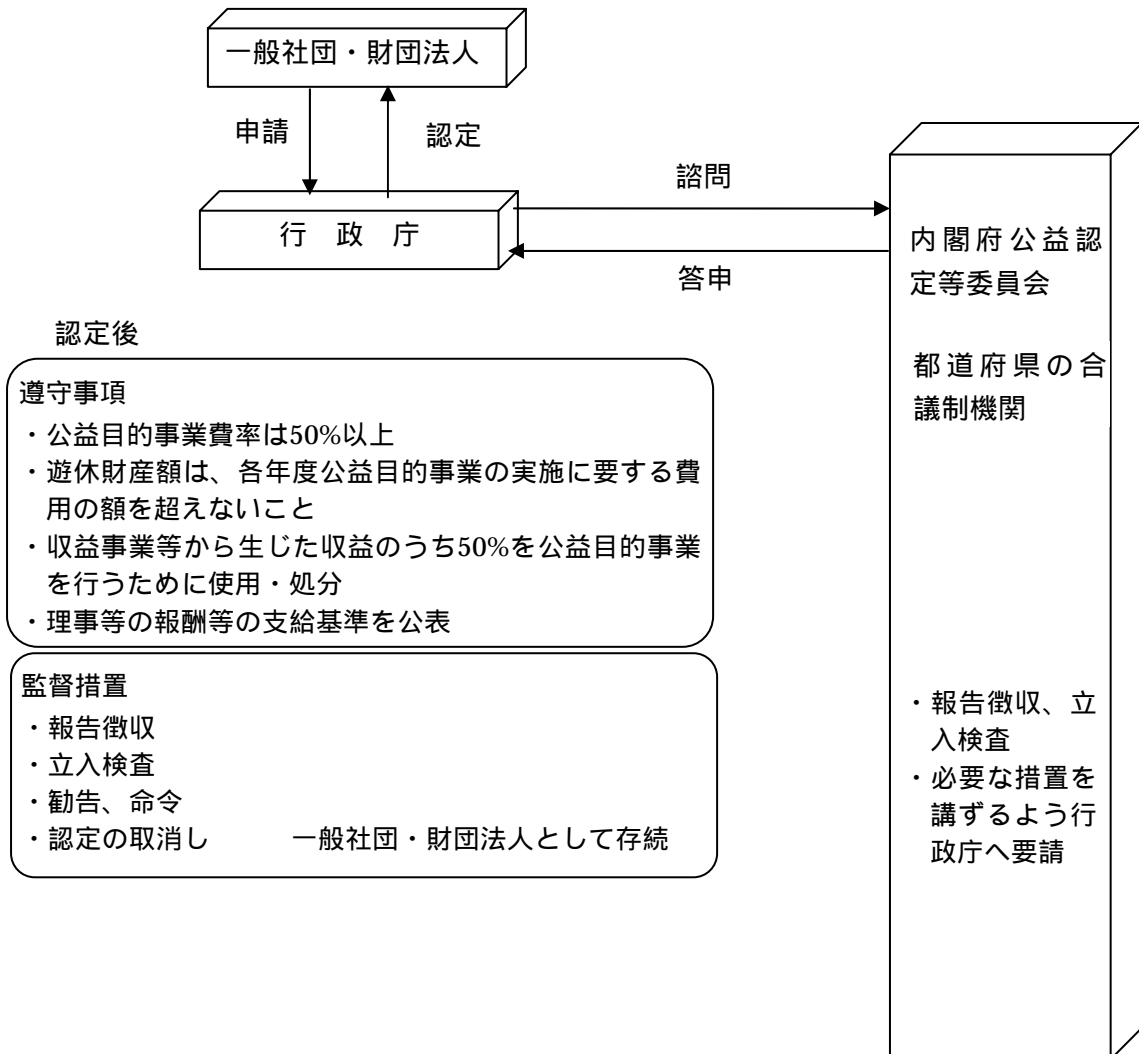 一般社団・財団法人
申請
認定
行 政 庁
諮問
答申
内閣府公益認
定等委員会
都道府県の合
議制機関
・報告徴収、立
入検査
・必要な措置を
講ずるよう行
政庁へ要請
認定後
遵守事項
・公益目的事業費率は50%以上
・遊休財産額は、各年度公益目的事業の実施に要する費
用の額を超えないこと
・収益事業等から生じた収益のうち50%を公益目的事業
を行うために使用・処分
・理事等の報酬等の支給基準を公表
監督措置
・報告徴収
・立入検査
・勧告、命令
・認定の取消し 一般社団・財団法人として存続